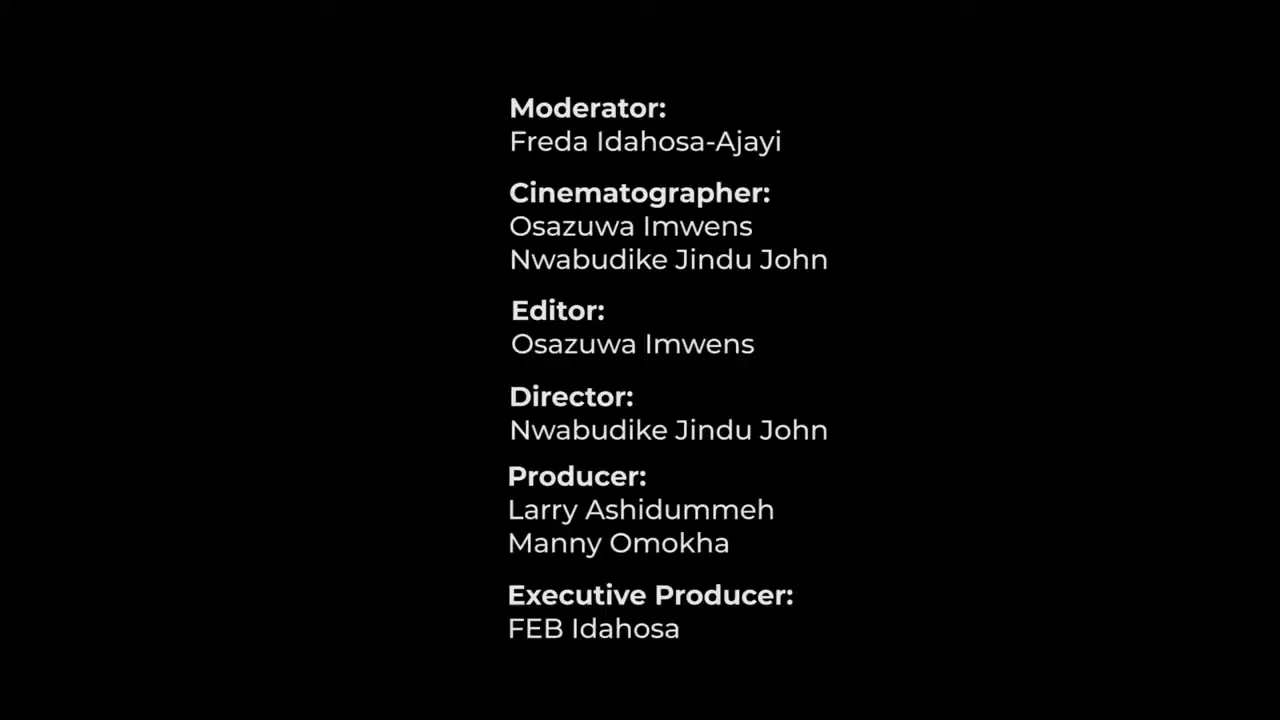 Moderator:
Freda Idahosa-Ajayi
Cinematographer:
Osazuwa Imwens
Nwabudike Jindu John
Editor:
Osazuwa Imwens
Director:
Nwabudike Jindu John
Producer:
Larry Ashidummeh
Manny Omokha
Executive Producer:
FEB Idahosa